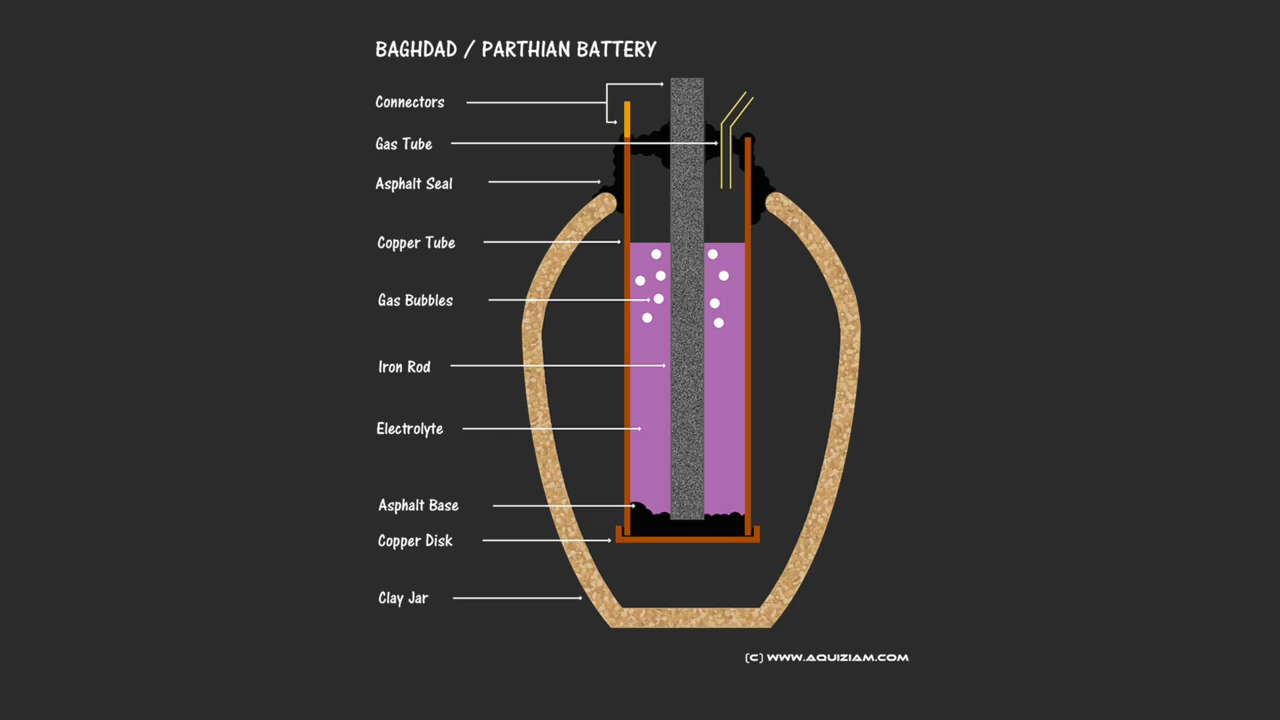 BAGHDAD / PARTHIAN BATTERY
Connectors
Gas Tube
Asphalt Seal
Copper Tube
Gas Bubbles
Iron Rod
Electrolyte
Asphalt Base
Copper Disk
Clay Jar
(C) WWW.AQUIZIAM.COM